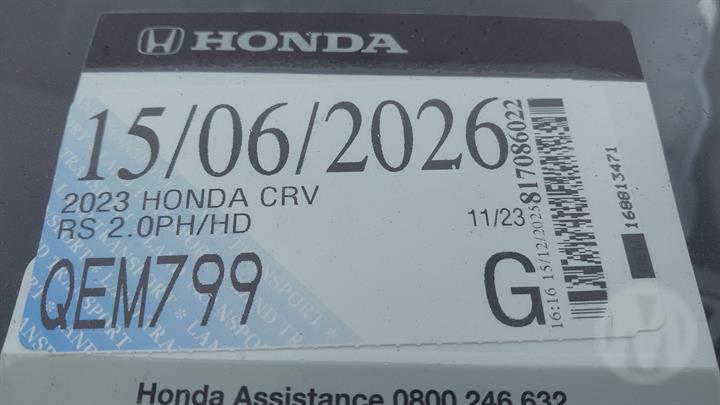 HONDA
15/06/2026
2023 HONDA CRV
RS 2.0PH/HD
11/23
QEM799
G
16:16 15/12/2025
817086022
168813471
Honda Assistance 0800 246 632